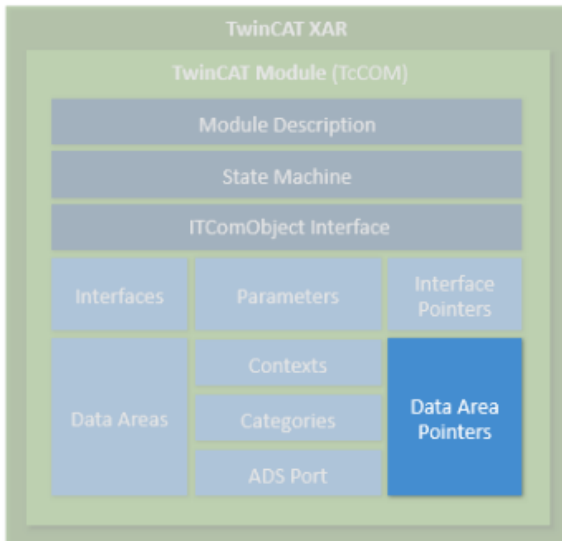 TwinCAT XAR
TwinCAT Module (TcCOM)
Module Description
State Machine
ITComObject Interface
Interfaces
Parameters
Interface
Pointers
Data Areas
Contexts
Categories
ADS Port
Data Area
Pointers